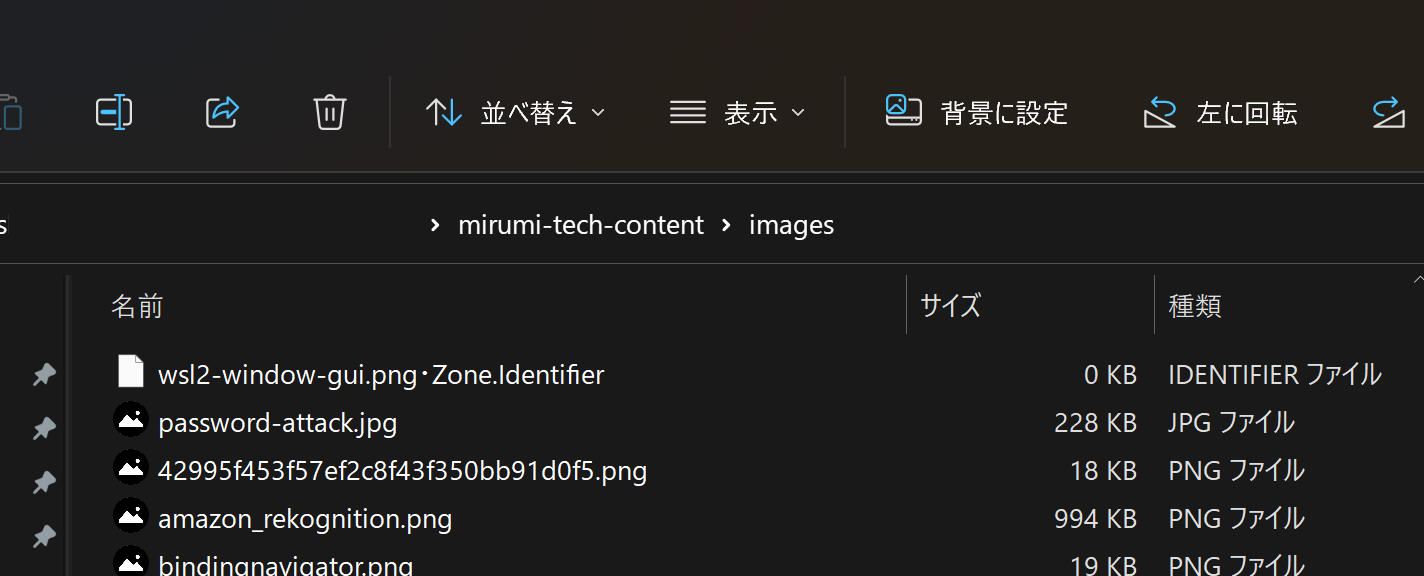 並べ替え 表示 背景に設定 左に回転
s › mirumi-tech-content › images
名前 サイズ 種類
wsl2-window-gui.png･Zone.Identifier 0 KB IDENTIFIER ファイル
password-attack.jpg 228 KB JPG ファイル
42995f453f57ef2c8f43f350bb91d0f5.png 18 KB PNG ファイル
amazon_rekognition.png 994 KB PNG ファイル
bindingnavigator.png 19 KB PNG ファイル